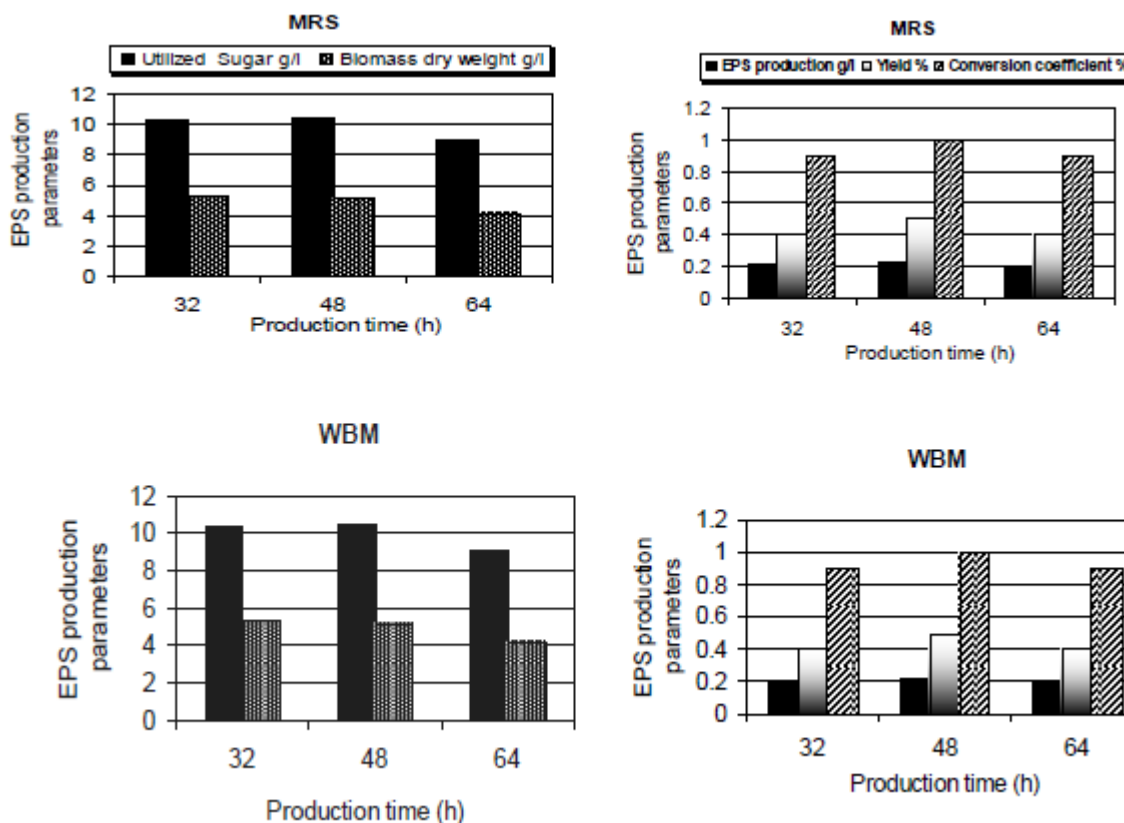 MRS
Utilized Sugar g/l Biomass dry weight g/l
EPS production
parameters
12
10
8
6
4
2
0
32 48 64
Production time (h)
MRS
EPS production g/l Yield % Conversion coefficient %
EPS production
parameters
1.2
1
0.8
0.6
0.4
0.2
0
32 48 64
Production time (h)
WBM
EPS production
parameters
12
10
8
6
4
2
0
32 48 64
Production time (h)
WBM
EPS production
parameters
1.2
1
0.8
0.6
0.4
0.2
0
32 48 64
Production time (h)